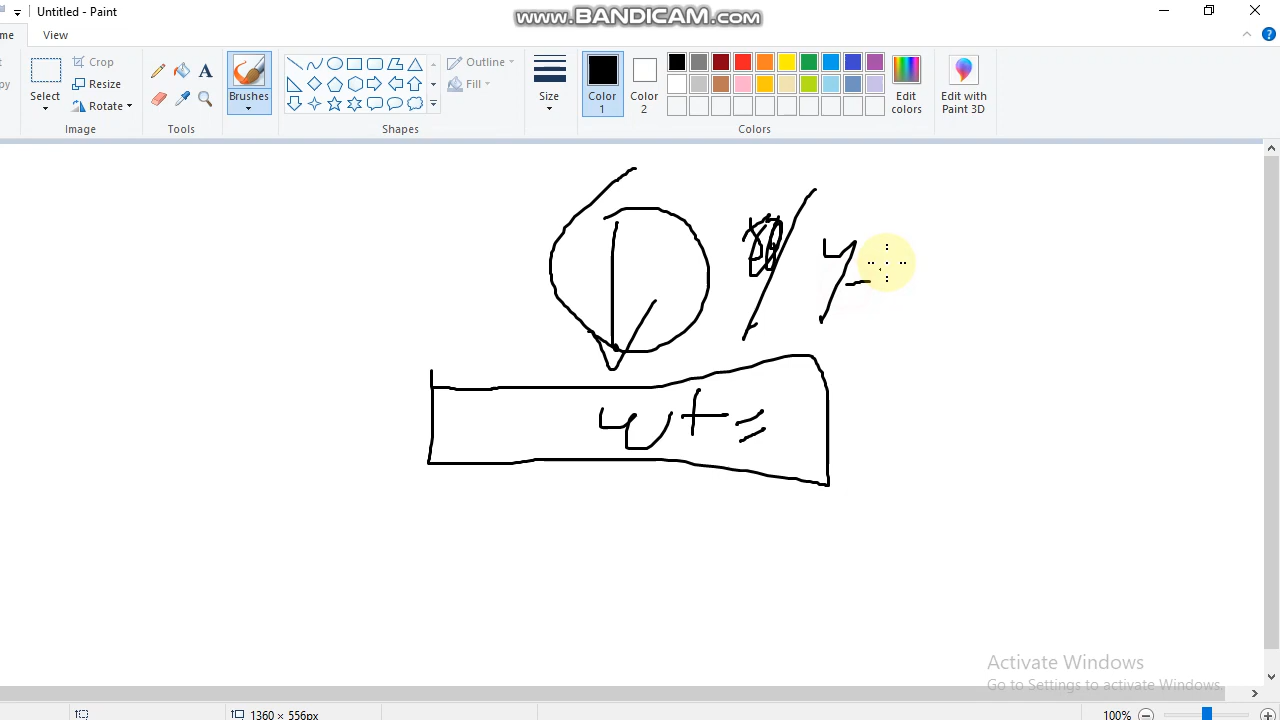 Untitled - Paint
www.BANDICAM.com
View
Select
Crop
Resize
Rotate
Image
Tools
Brushes
Shapes
Outline
Fill
Size
Color 1
Color 2
Colors
Edit colors
Edit with Paint 3D
Activate Windows
Go to Settings to activate Windows.
1360 × 556px
100%